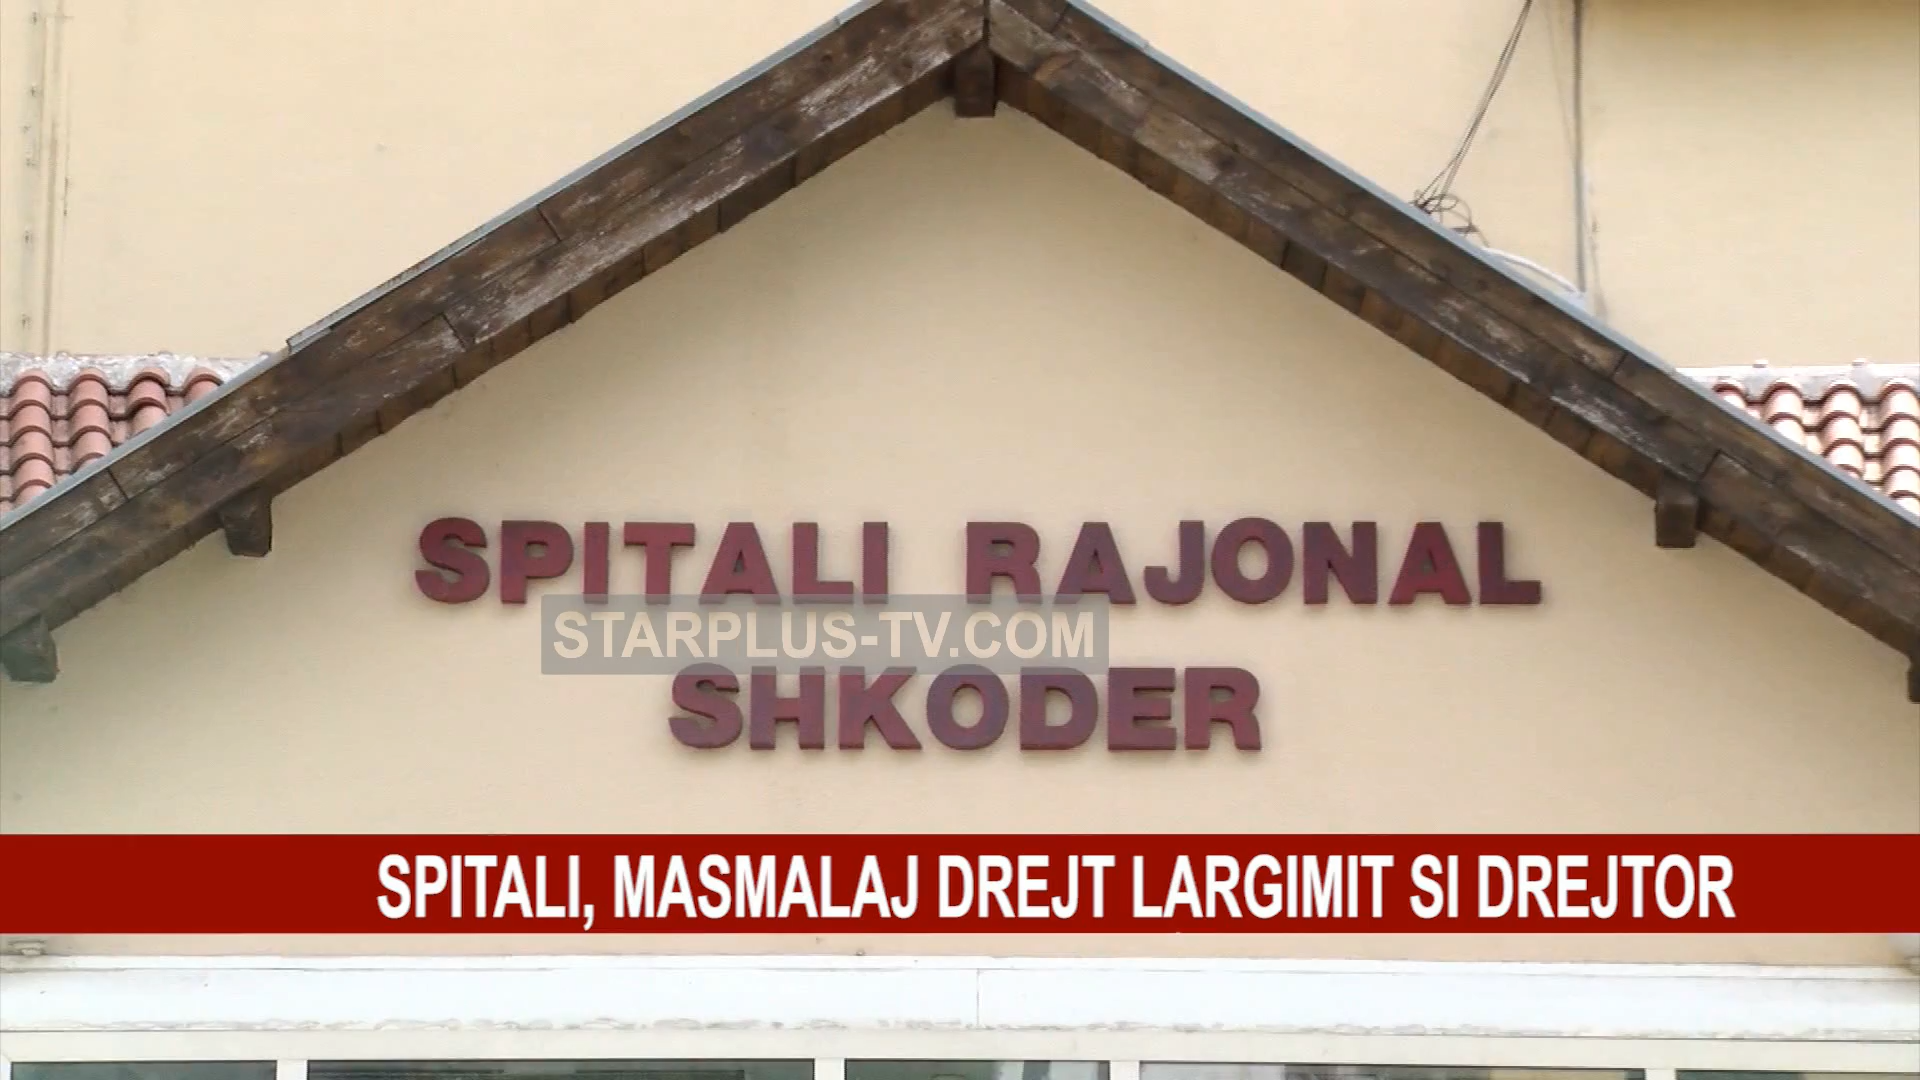 SPITALI RAJONAL
STARPLUS-TV.COM
SHKODER
SPITALI, MASMALAJ DREJT LARGIMIT SI DREJTOR